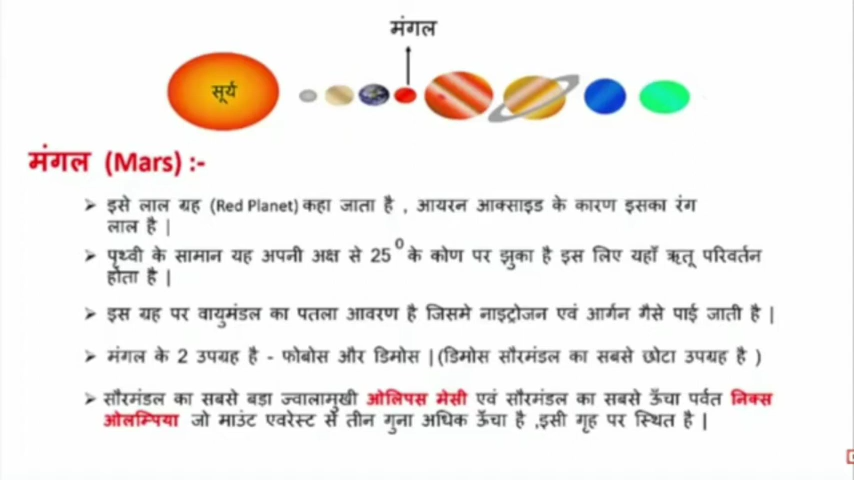 मंगल
सूर्य
मंगल (Mars) :-
➢ इसे लाल ग्रह (Red Planet) कहा जाता है , आयरन आक्साइड के कारण इसका रंग
लाल है |
➢ पृथ्वी के सामान यह अपनी अक्ष से 25⁰ के कोण पर झुका है इस लिए यहाँ ऋतू परिवर्तन
होता है |
➢ इस ग्रह पर वायुमंडल का पतला आवरण है जिसमे नाइट्रोजन एवं आर्गन गैसे पाई जाती है |
➢ मंगल के 2 उपग्रह है - फोबोस और डिमोस |(डिमोस सौरमंडल का सबसे छोटा उपग्रह है )
➢ सौरमंडल का सबसे बडा ज्वालामुखी ओलिपस मेसी एवं सौरमंडल का सबसे ऊँचा पर्वत निक्स
ओलम्पिया जो माउंट एवरेस्ट से तीन गुना अधिक ऊँचा है ,इसी गृह पर स्थित है |